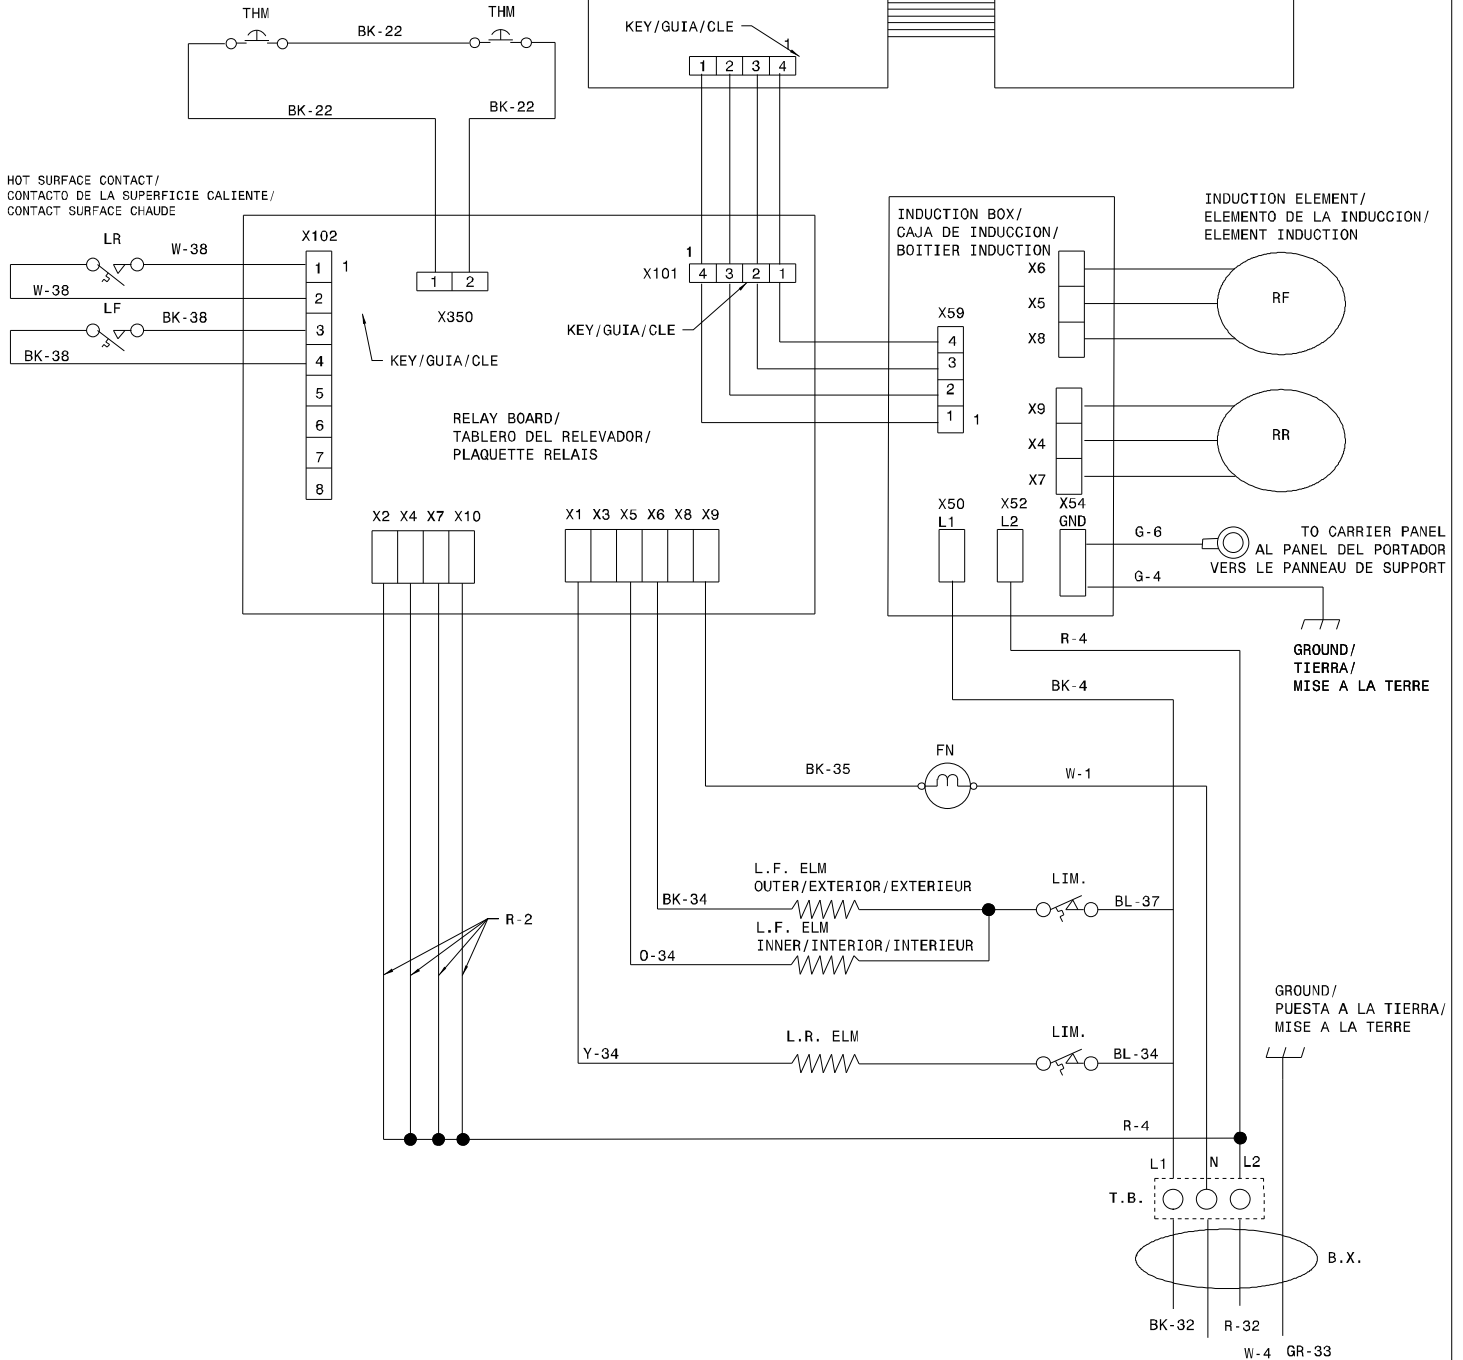 THM
BK-22
THM
KEY/GUIA/CLE
1
1 2 3 4
BK-22
BK-22
HOT SURFACE CONTACT/
CONTACTO DE LA SUPERFICIE CALIENTE/
CONTACT SURFACE CHAUDE
LR
W-38
W-38
LF
BK-38
BK-38
X102
1 1
2
3
4
5
6
7
8
1 2
X350
KEY/GUIA/CLE
1
X101
4 3 2 1
KEY/GUIA/CLE
RELAY BOARD/
TABLERO DEL RELEVADOR/
PLAQUETTE RELAIS
INDUCTION BOX/
CAJA DE INDUCCION/
BOITIER INDUCTION
X59
4
3
2
1 1
INDUCTION ELEMENT/
ELEMENTO DE LA INDUCCION/
ELEMENT INDUCTION
X6
X5
X8
RF
X9
X4
X7
RR
X50
L1
X52
L2
X54
GND
G-6
G-4
TO CARRIER PANEL
AL PANEL DEL PORTADOR
VERS LE PANNEAU DE SUPPORT
GROUND/
TIERRA/
MISE A LA TERRE
X2 X4 X7 X10
X1 X3 X5 X6 X8 X9
R-4
BK-4
FN
BK-35
W-1
L.F. ELM
OUTER/EXTERIOR/EXTERIEUR
LIM.
BK-34
BL-37
R-2
L.F. ELM
INNER/INTERIOR/INTERIEUR
O-34
GROUND/
PUESTA A LA TIERRA/
MISE A LA TERRE
L.R. ELM
LIM.
Y-34
BL-34
R-4
L1 N L2
T.B.
B.X.
BK-32
R-32
W-4
GR-33